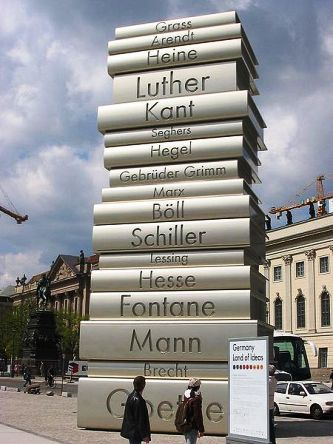 Grass
Arendt
Heine
Luther
Kant
Seghers
Hegel
Gebrüder Grimm
Marx
Böll
Schiller
Lessing
Hesse
Fontane
Mann
Brecht
Goethe
Germany
Land of Ideas